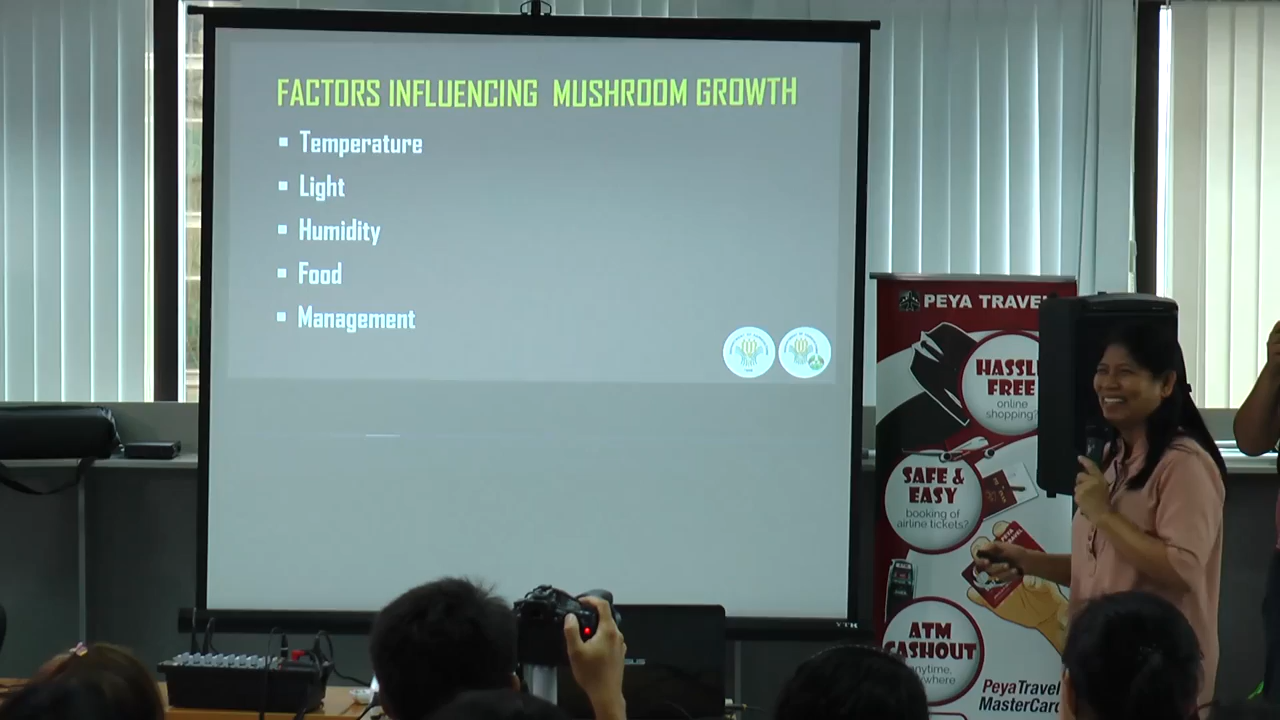 FACTORS INFLUENCING MUSHROOM GROWTH
▪ Temperature
▪ Light
▪ Humidity
▪ Food
▪ Management
PEYA TRAVEL
HASSL
FREE
online
shopping?
SAFE &
EASY
booking of
airline tickets?
ATM
CASHOUT
anytime,
PeyaTravel
MasterCard